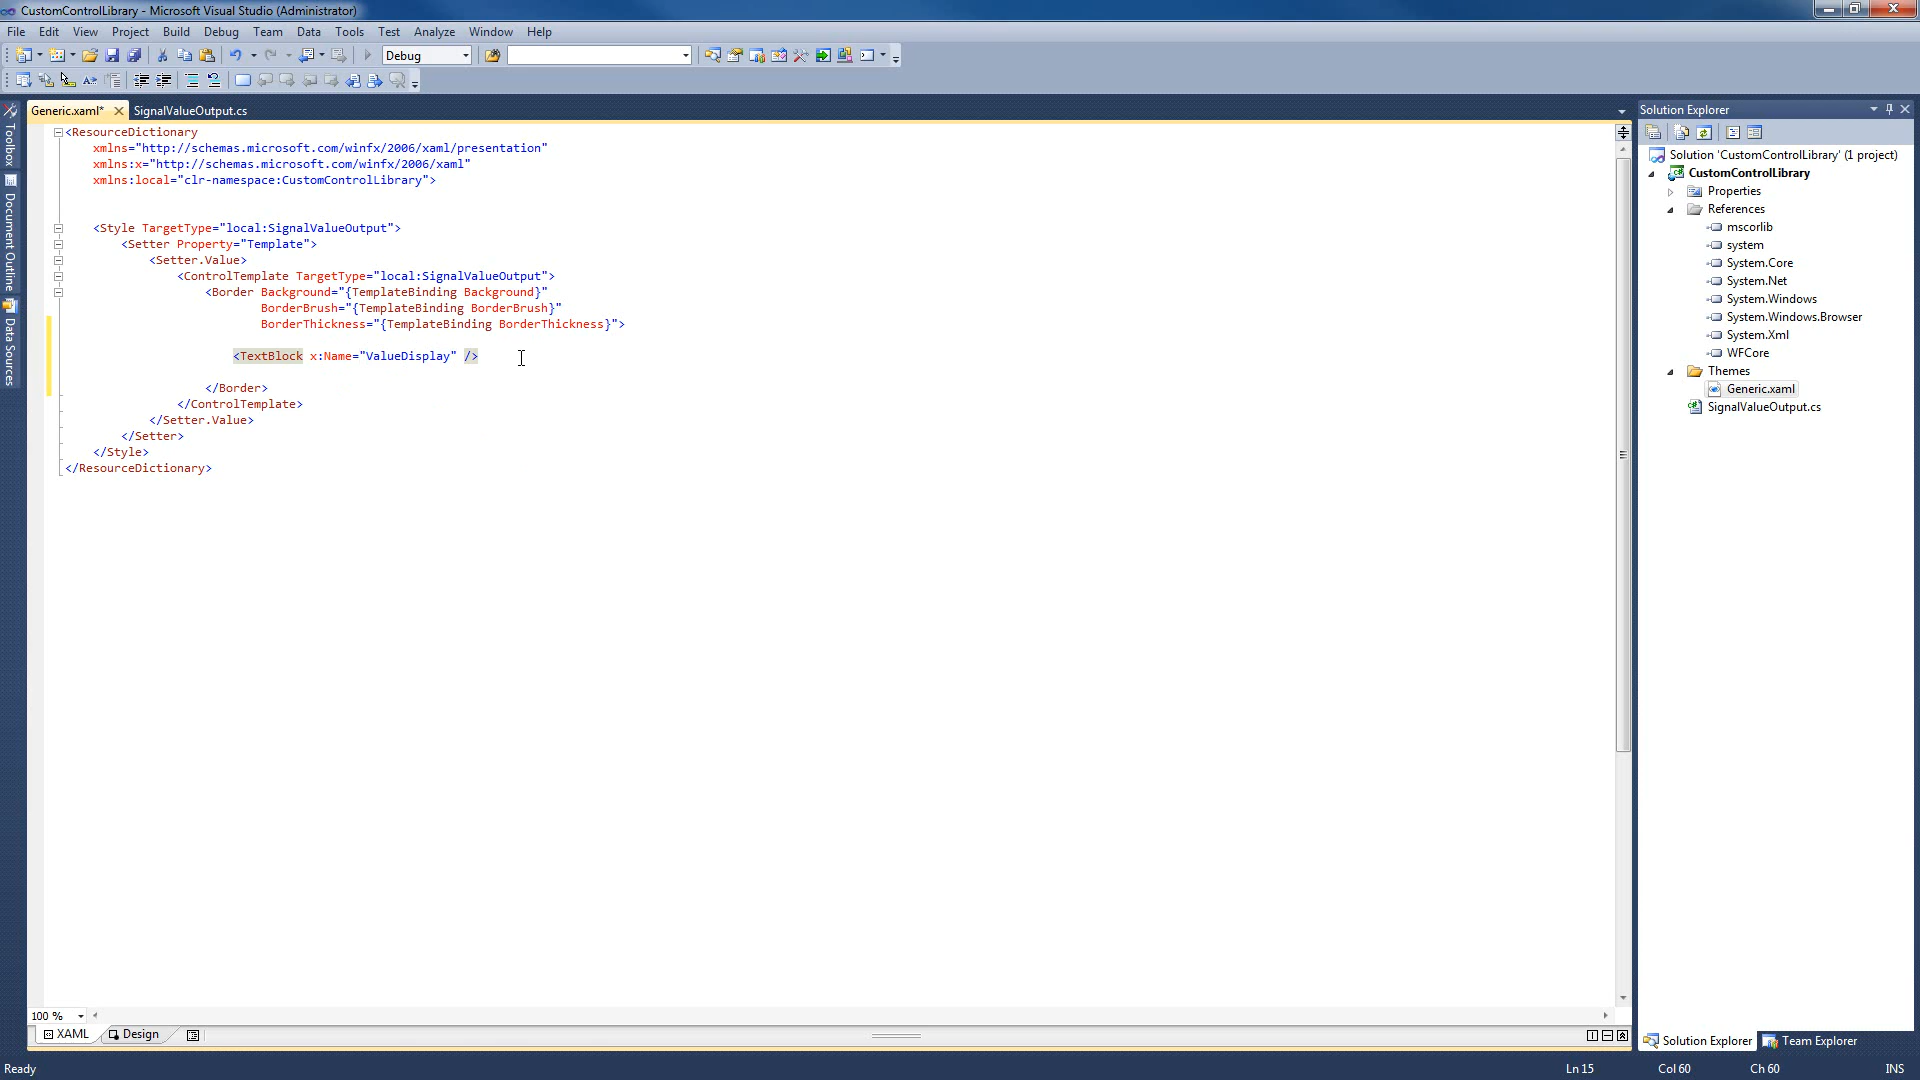 CustomControlLibrary - Microsoft Visual Studio (Administrator)
File Edit View Project Build Debug Team Data Tools Test Analyze Window Help
Debug
Generic.xaml* SignalValueOutput.cs
Toolbox
Document Outline
Data Sources
<ResourceDictionary
xmlns="http://schemas.microsoft.com/winfx/2006/xaml/presentation"
xmlns:x="http://schemas.microsoft.com/winfx/2006/xaml"
xmlns:local="clr-namespace:CustomControlLibrary">
<Style TargetType="local:SignalValueOutput">
<Setter Property="Template">
<Setter.Value>
<ControlTemplate TargetType="local:SignalValueOutput">
<Border Background="{TemplateBinding Background}"
BorderBrush="{TemplateBinding BorderBrush}"
BorderThickness="{TemplateBinding BorderThickness}">
<TextBlock x:Name="ValueDisplay" />
</Border>
</ControlTemplate>
</Setter.Value>
</Setter>
</Style>
</ResourceDictionary>
100 %
XAML Design
Solution Explorer
Solution 'CustomControlLibrary' (1 project)
CustomControlLibrary
Properties
References
mscorlib
system
System.Core
System.Net
System.Windows
System.Windows.Browser
System.Xml
WFCore
Themes
Generic.xaml
SignalValueOutput.cs
Solution Explorer Team Explorer
Ready Ln 15 Col 60 Ch 60 INS